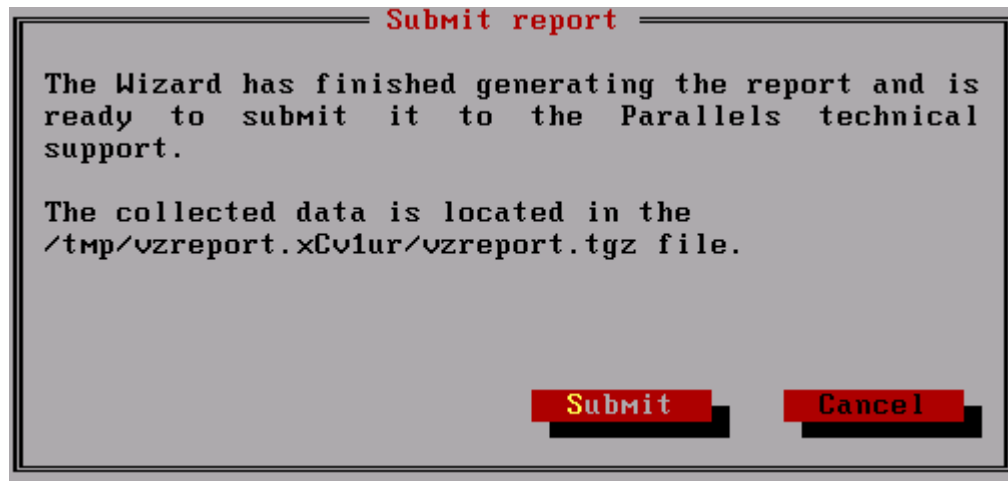 Submit report
The Wizard has finished generating the report and is
ready to submit it to the Parallels technical
support.
The collected data is located in the
/tmp/vzreport.xCv1ur/vzreport.tgz file.
Submit Cancel